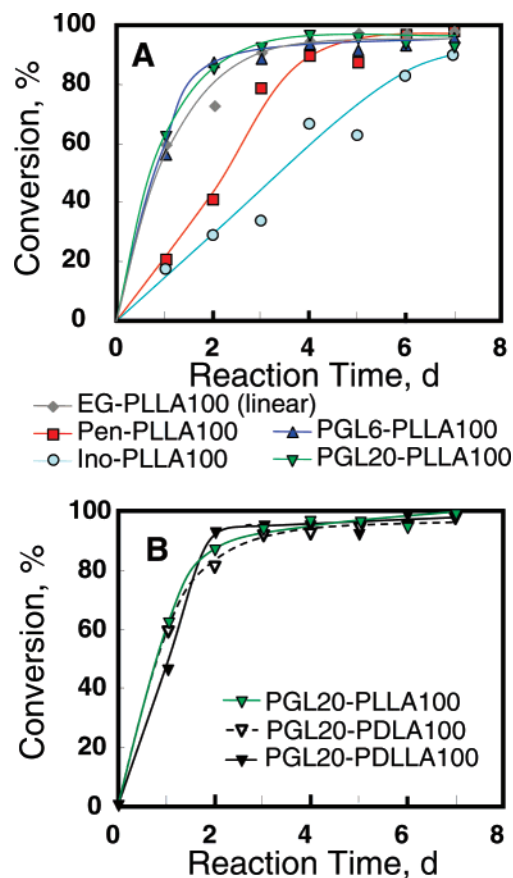 100
A
80
60
40
20
0
0 2 4 6 8
Conversion, %
Reaction Time, d
EG-PLLA100 (linear)
Pen-PLLA100 PGL6-PLLA100
Ino-PLLA100 PGL20-PLLA100
100
B
80
60
40
20
0
Conversion, %
PGL20-PLLA100
PGL20-PDLA100
PGL20-PDLLA100
0 2 4 6 8
Reaction Time, d